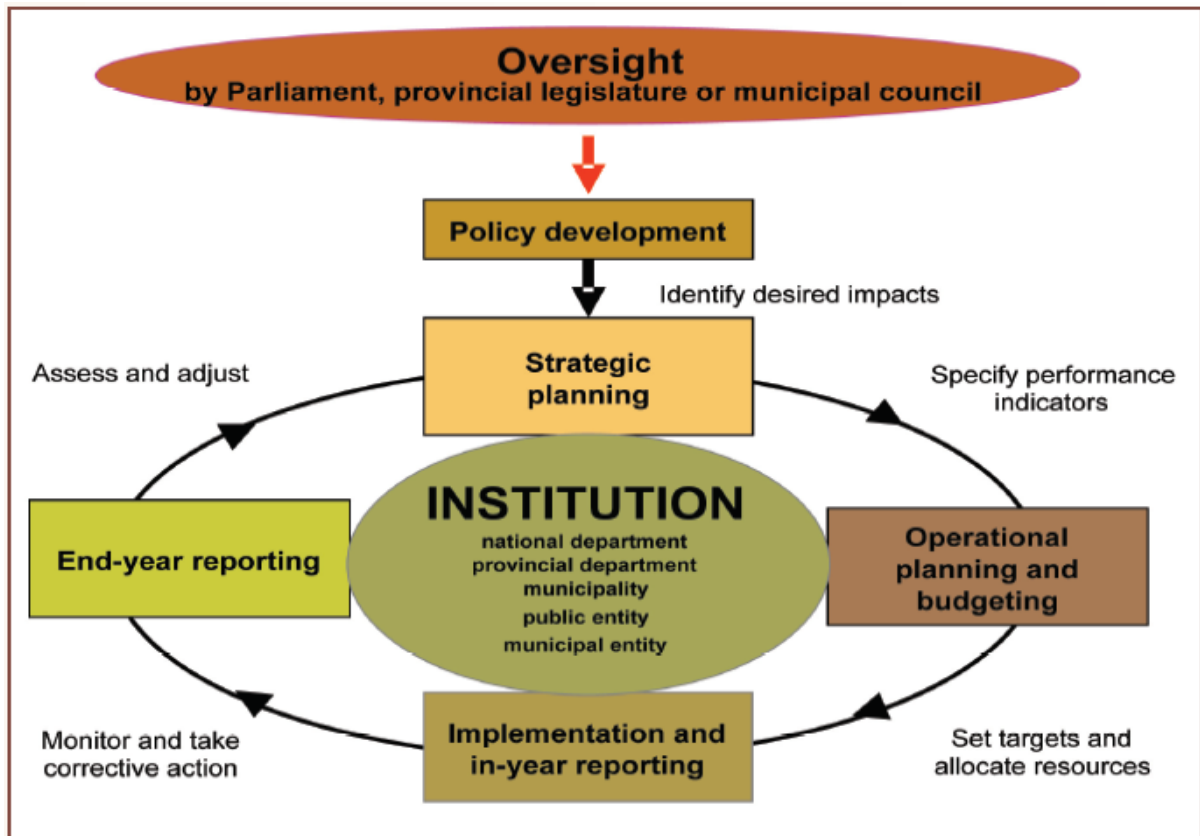 Oversight
by Parliament, provincial legislature or municipal council
Policy development
Identify desired impacts
Strategic
planning
Assess and adjust
Specify performance
indicators
INSTITUTION
national department
provincial department
municipality
public entity
municipal entity
End-year reporting
Operational
planning and
budgeting
Implementation and
in-year reporting
Monitor and take
corrective action
Set targets and
allocate resources